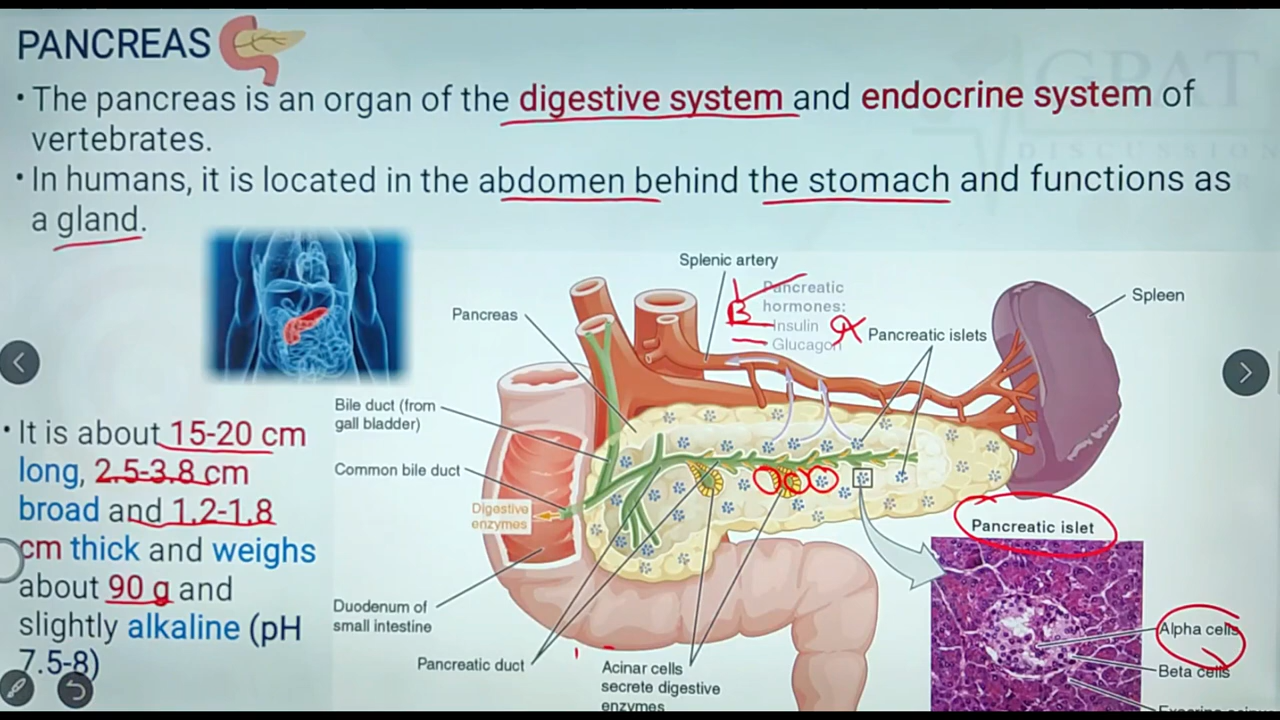 PANCREAS
• The pancreas is an organ of the digestive system and endocrine system of
vertebrates.
• In humans, it is located in the abdomen behind the stomach and functions as
a gland.
GPAT
DISCUSSION
• It is about 15-20 cm
long, 2.5-3.8 cm
broad and 1.2-1.8
cm thick and weighs
about 90 g and
slightly alkaline (pH
7.5-8)
Splenic artery
Pancreatic
hormones:
Insulin
Glucagon
B
α
Pancreas
Pancreatic islets
Spleen
Bile duct (from
gall bladder)
Common bile duct
Digestive
enzymes
Pancreatic islet
Duodenum of
small intestine
Pancreatic duct
Acinar cells
secrete digestive
enzymes
Alpha cells
Beta cells